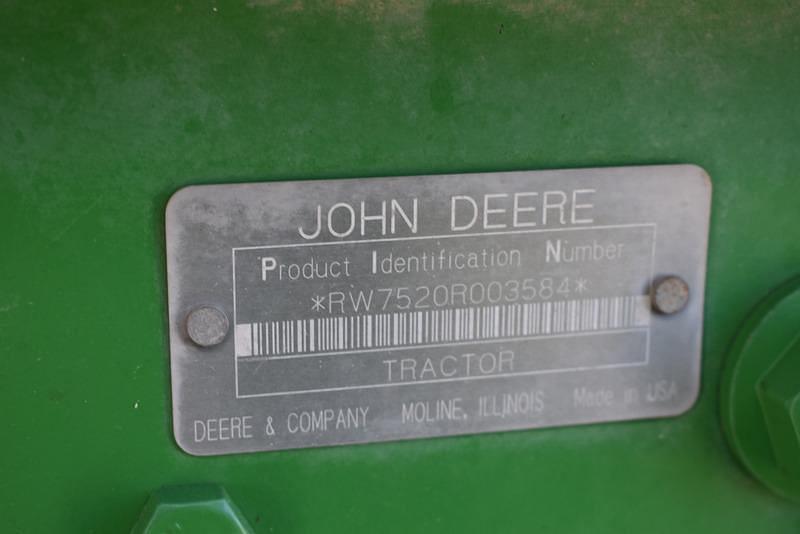 JOHN DEERE
Product Identification Number
*RW7520R003584*
TRACTOR
DEERE & COMPANY MOLINE, ILLINOIS Made in USA